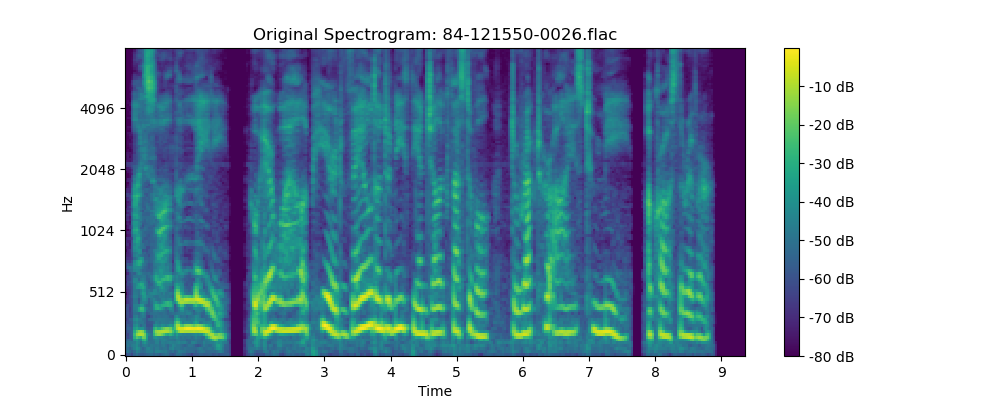 Original Spectrogram: 84-121550-0026.flac
Hz
4096
2048
1024
512
0
0 1 2 3 4 5 6 7 8 9
Time
-10 dB
-20 dB
-30 dB
-40 dB
-50 dB
-60 dB
-70 dB
-80 dB